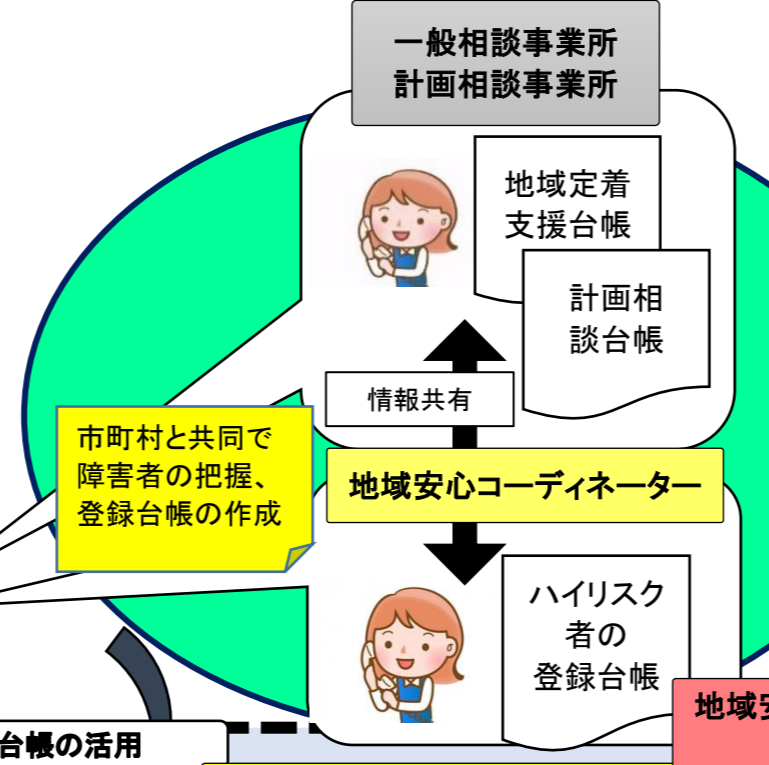 一般相談事業所
計画相談事業所
地域定着
支援台帳
計画相
談台帳
情報共有
市町村と共同で
障害者の把握、
登録台帳の作成
地域安心コーディネーター
ハイリスク
者の
登録台帳
地域安
台帳の活用